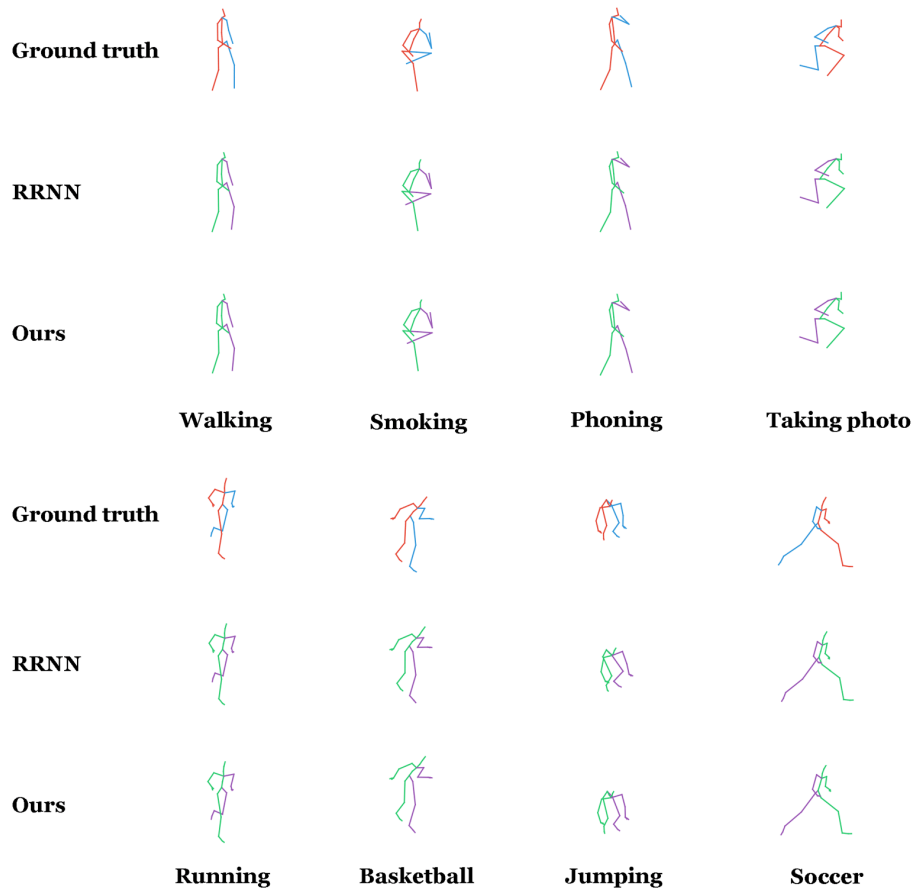 Ground truth
RRNN
Ours
Walking Smoking Phoning Taking photo
Ground truth
RRNN
Ours
Running Basketball Jumping Soccer